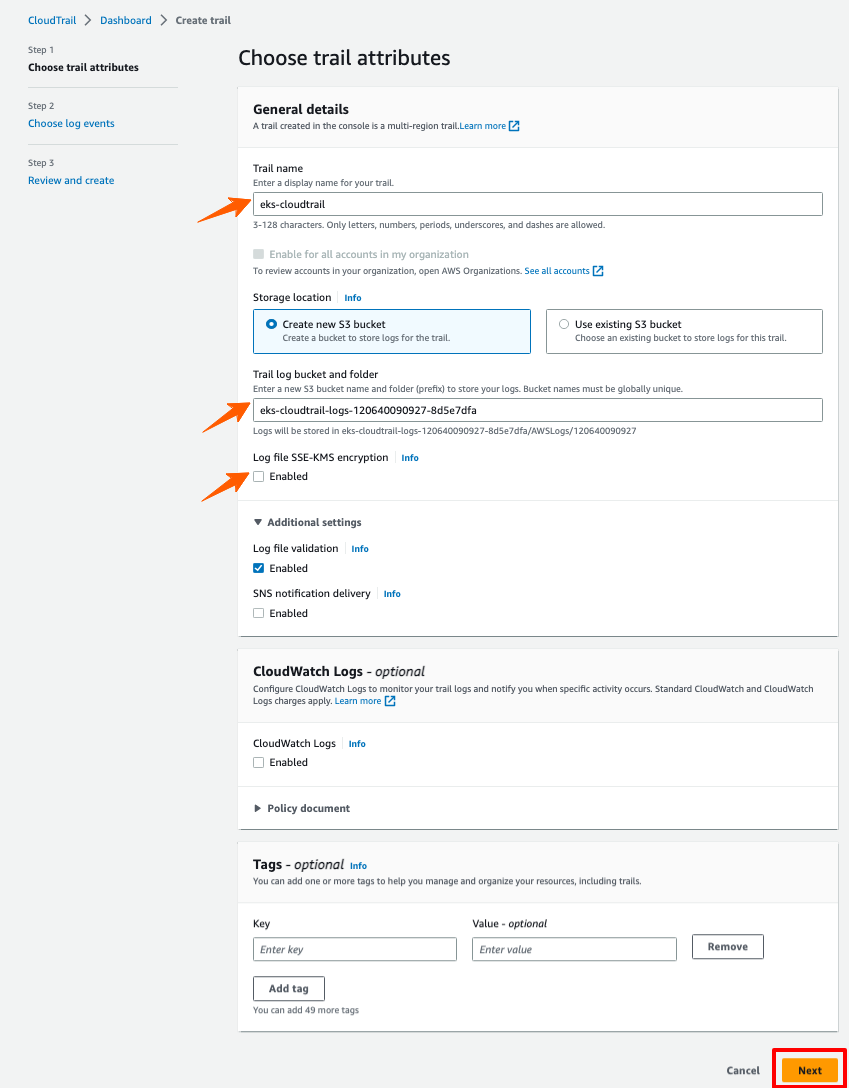 CloudTrail > Dashboard > Create trail
Step 1
Choose trail attributes
Step 2
Choose log events
Step 3
Review and create
Choose trail attributes
General details
A trail created in the console is a multi-region trail.Learn more
Trail name
Enter a display name for your trail.
eks-cloudtrail
3-128 characters. Only letters, numbers, periods, underscores, and dashes are allowed.
Enable for all accounts in my organization
To review accounts in your organization, open AWS Organizations. See all accounts
Storage location Info
Create new S3 bucket
Create a bucket to store logs for the trail.
Use existing S3 bucket
Choose an existing bucket to store logs for this trail.
Trail log bucket and folder
Enter a new S3 bucket name and folder (prefix) to store your logs. Bucket names must be globally unique.
eks-cloudtrail-logs-120640090927-8d5e7dfa
Logs will be stored in eks-cloudtrail-logs-120640090927-8d5e7dfa/AWSLogs/120640090927
Log file SSE-KMS encryption Info
Enabled
Additional settings
Log file validation Info
Enabled
SNS notification delivery Info
Enabled
CloudWatch Logs - optional
Configure CloudWatch Logs to monitor your trail logs and notify you when specific activity occurs. Standard CloudWatch and CloudWatch
Logs charges apply. Learn more
CloudWatch Logs Info
Enabled
Policy document
Tags - optional Info
You can add one or more tags to help you manage and organize your resources, including trails.
Key
Value - optional
Enter key
Enter value
Remove
Add tag
You can add 49 more tags
Cancel
Next